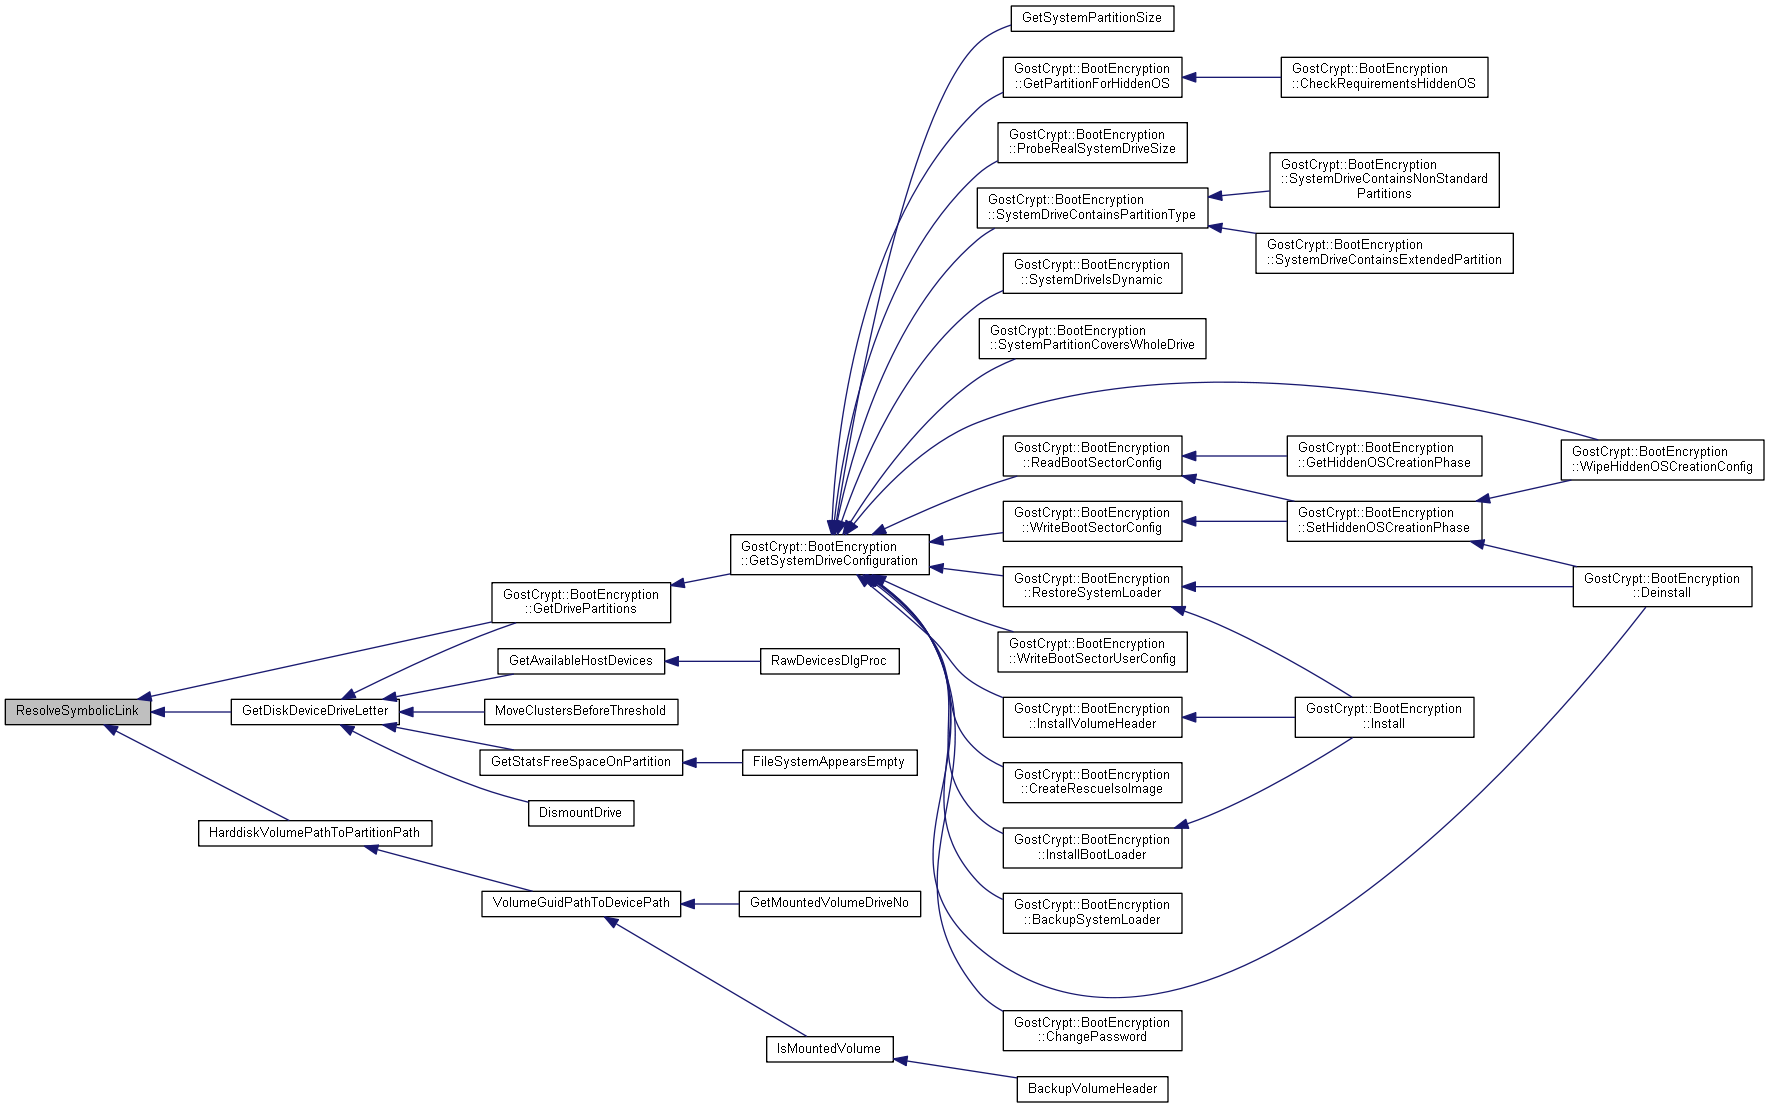 GetSystemPartitionSize
GostCrypt::BootEncryption
::GetPartitionForHiddenOS
GostCrypt::BootEncryption
::CheckRequirementsHiddenOS
GostCrypt::BootEncryption
::ProbeRealSystemDriveSize
GostCrypt::BootEncryption
::SystemDriveContainsNonStandard
Partitions
GostCrypt::BootEncryption
::SystemDriveContainsPartitionType
GostCrypt::BootEncryption
::SystemDriveContainsExtendedPartition
GostCrypt::BootEncryption
::SystemDriveIsDynamic
GostCrypt::BootEncryption
::SystemPartitionCoversWholeDrive
GostCrypt::BootEncryption
::ReadBootSectorConfig
GostCrypt::BootEncryption
::GetHiddenOSCreationPhase
GostCrypt::BootEncryption
::WipeHiddenOSCreationConfig
GostCrypt::BootEncryption
::WriteBootSectorConfig
GostCrypt::BootEncryption
::SetHiddenOSCreationPhase
GostCrypt::BootEncryption
::GetSystemDriveConfiguration
GostCrypt::BootEncryption
::RestoreSystemLoader
GostCrypt::BootEncryption
::Deinstall
GostCrypt::BootEncryption
::GetDrivePartitions
GostCrypt::BootEncryption
::WriteBootSectorUserConfig
GetAvailableHostDevices
RawDevicesDlgProc
ResolveSymbolicLink
GetDiskDeviceDriveLetter
MoveClustersBeforeThreshold
GostCrypt::BootEncryption
::InstallVolumeHeader
GostCrypt::BootEncryption
::Install
GetStatsFreeSpaceOnPartition
FileSystemAppearsEmpty
GostCrypt::BootEncryption
::CreateRescueIsoImage
DismountDrive
HarddiskVolumePathToPartitionPath
GostCrypt::BootEncryption
::InstallBootLoader
VolumeGuidPathToDevicePath
GetMountedVolumeDriveNo
GostCrypt::BootEncryption
::BackupSystemLoader
GostCrypt::BootEncryption
::ChangePassword
IsMountedVolume
BackupVolumeHeader